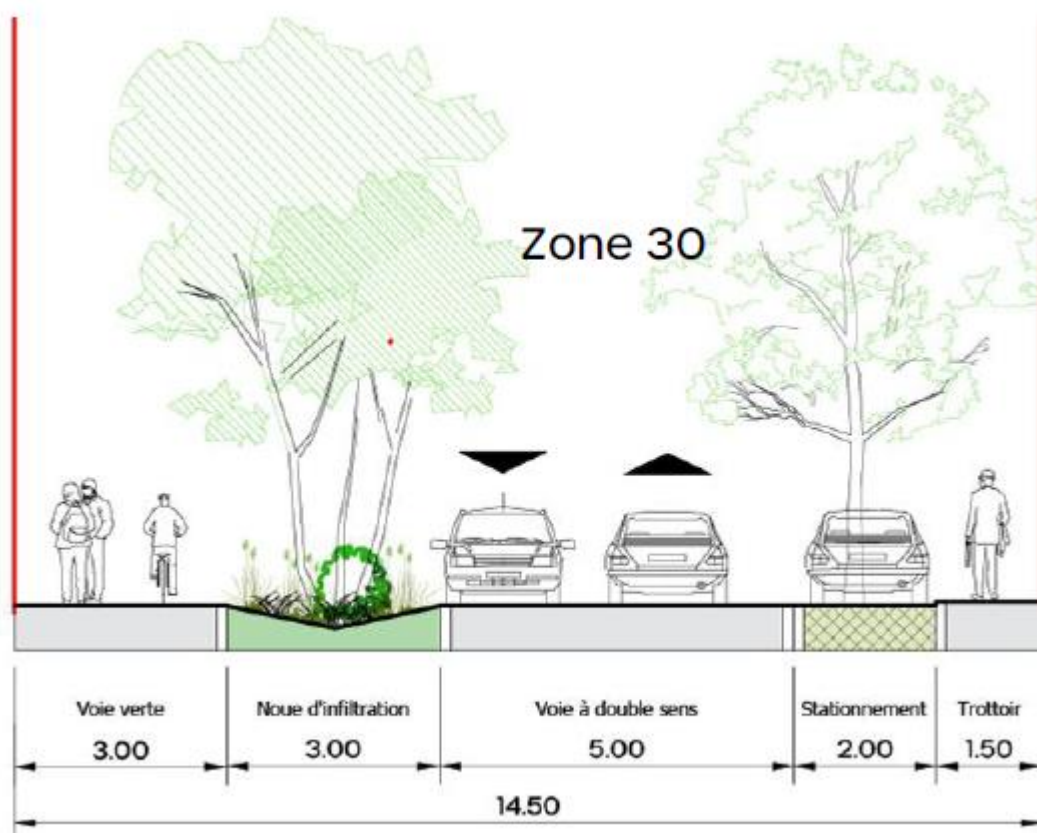 Zone 30
Voie verte
Noue d'infiltration
Voie à double sens
Stationnement
Trottoir
3.00
3.00
5.00
2.00
1.50
14.50